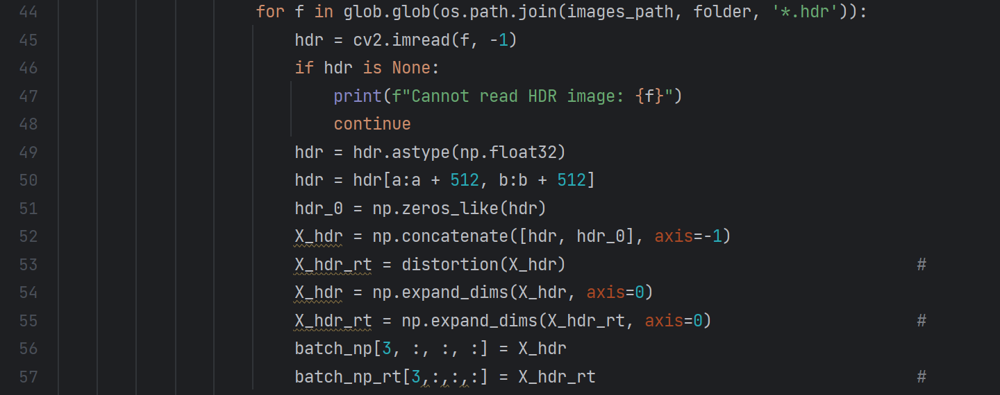 44 for f in glob.glob(os.path.join(images_path, folder, '*.hdr')):
45 hdr = cv2.imread(f, -1)
46 if hdr is None:
47 print(f"Cannot read HDR image: {f}")
48 continue
49 hdr = hdr.astype(np.float32)
50 hdr = hdr[a:a + 512, b:b + 512]
51 hdr_0 = np.zeros_like(hdr)
52 X_hdr = np.concatenate([hdr, hdr_0], axis=-1)
53 X_hdr_rt = distortion(X_hdr) #
54 X_hdr = np.expand_dims(X_hdr, axis=0)
55 X_hdr_rt = np.expand_dims(X_hdr_rt, axis=0) #
56 batch_np[3, :, :, :] = X_hdr
57 batch_np_rt[3,:,:,:] = X_hdr_rt #